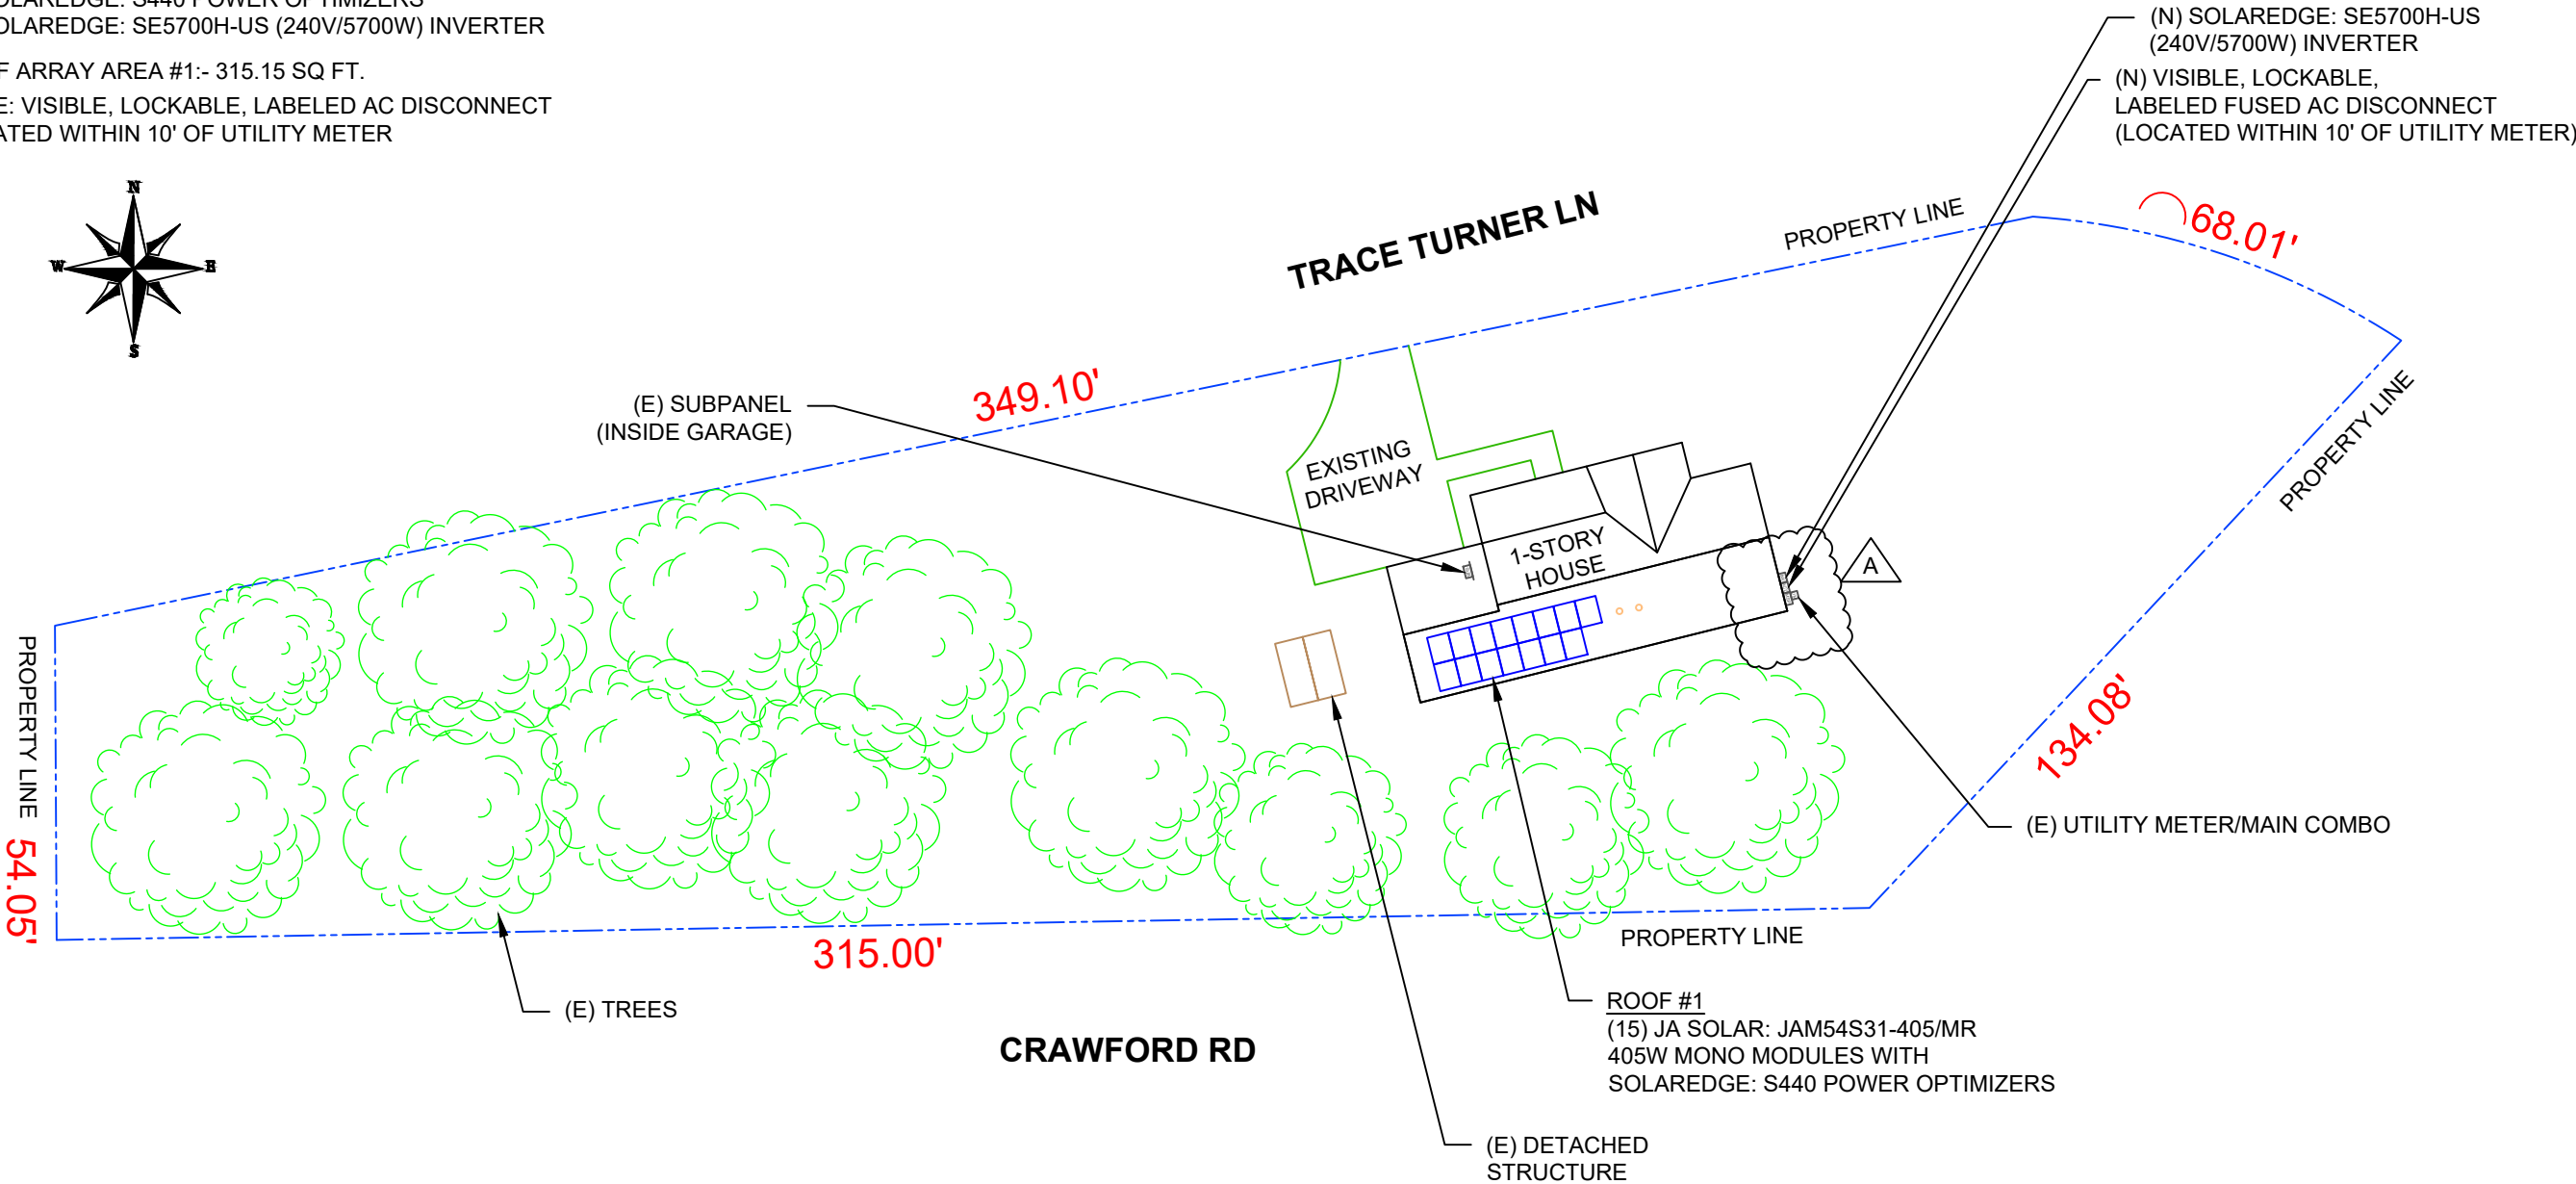 SOLAREDGE: SE5700H-US (240V/5700W) INVERTER
ARRAY AREA #1:- 315.15 SQ FT.
VISIBLE, LOCKABLE, LABELED AC DISCONNECT
WITHIN 10' OF UTILITY METER
N
W
E
S
(N) SOLAREDGE: SE5700H-US
(240V/5700W) INVERTER
(N) VISIBLE, LOCKABLE,
LABELED FUSED AC DISCONNECT
(LOCATED WITHIN 10' OF UTILITY METER)
TRACE TURNER LN
PROPERTY LINE
68.01'
349.10'
(E) SUBPANEL
(INSIDE GARAGE)
EXISTING
DRIVEWAY
1-STORY
HOUSE
A
PROPERTY LINE
134.08'
(E) UTILITY METER/MAIN COMBO
PROPERTY LINE
54.05'
315.00'
PROPERTY LINE
(E) TREES
CRAWFORD RD
ROOF #1
(15) JA SOLAR: JAM54S31-405/MR
405W MONO MODULES WITH
SOLAREDGE: S440 POWER OPTIMIZERS
(E) DETACHED
STRUCTURE